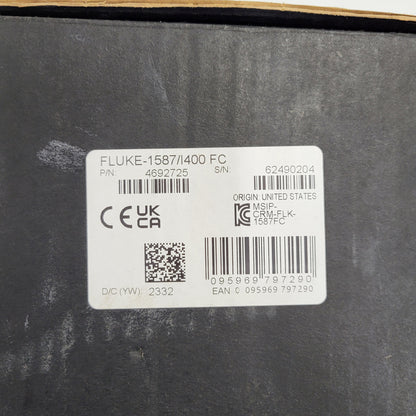 FLUKE-1587/I400 FC
P/N: 4692725 S/N: 62490204
ORIGIN: UNITED STATES
MSIP-
CRM-FLK-
1587FC
CE UK
CA
095969 797290
D/C (YW): 2332 EAN 0 095969 797290